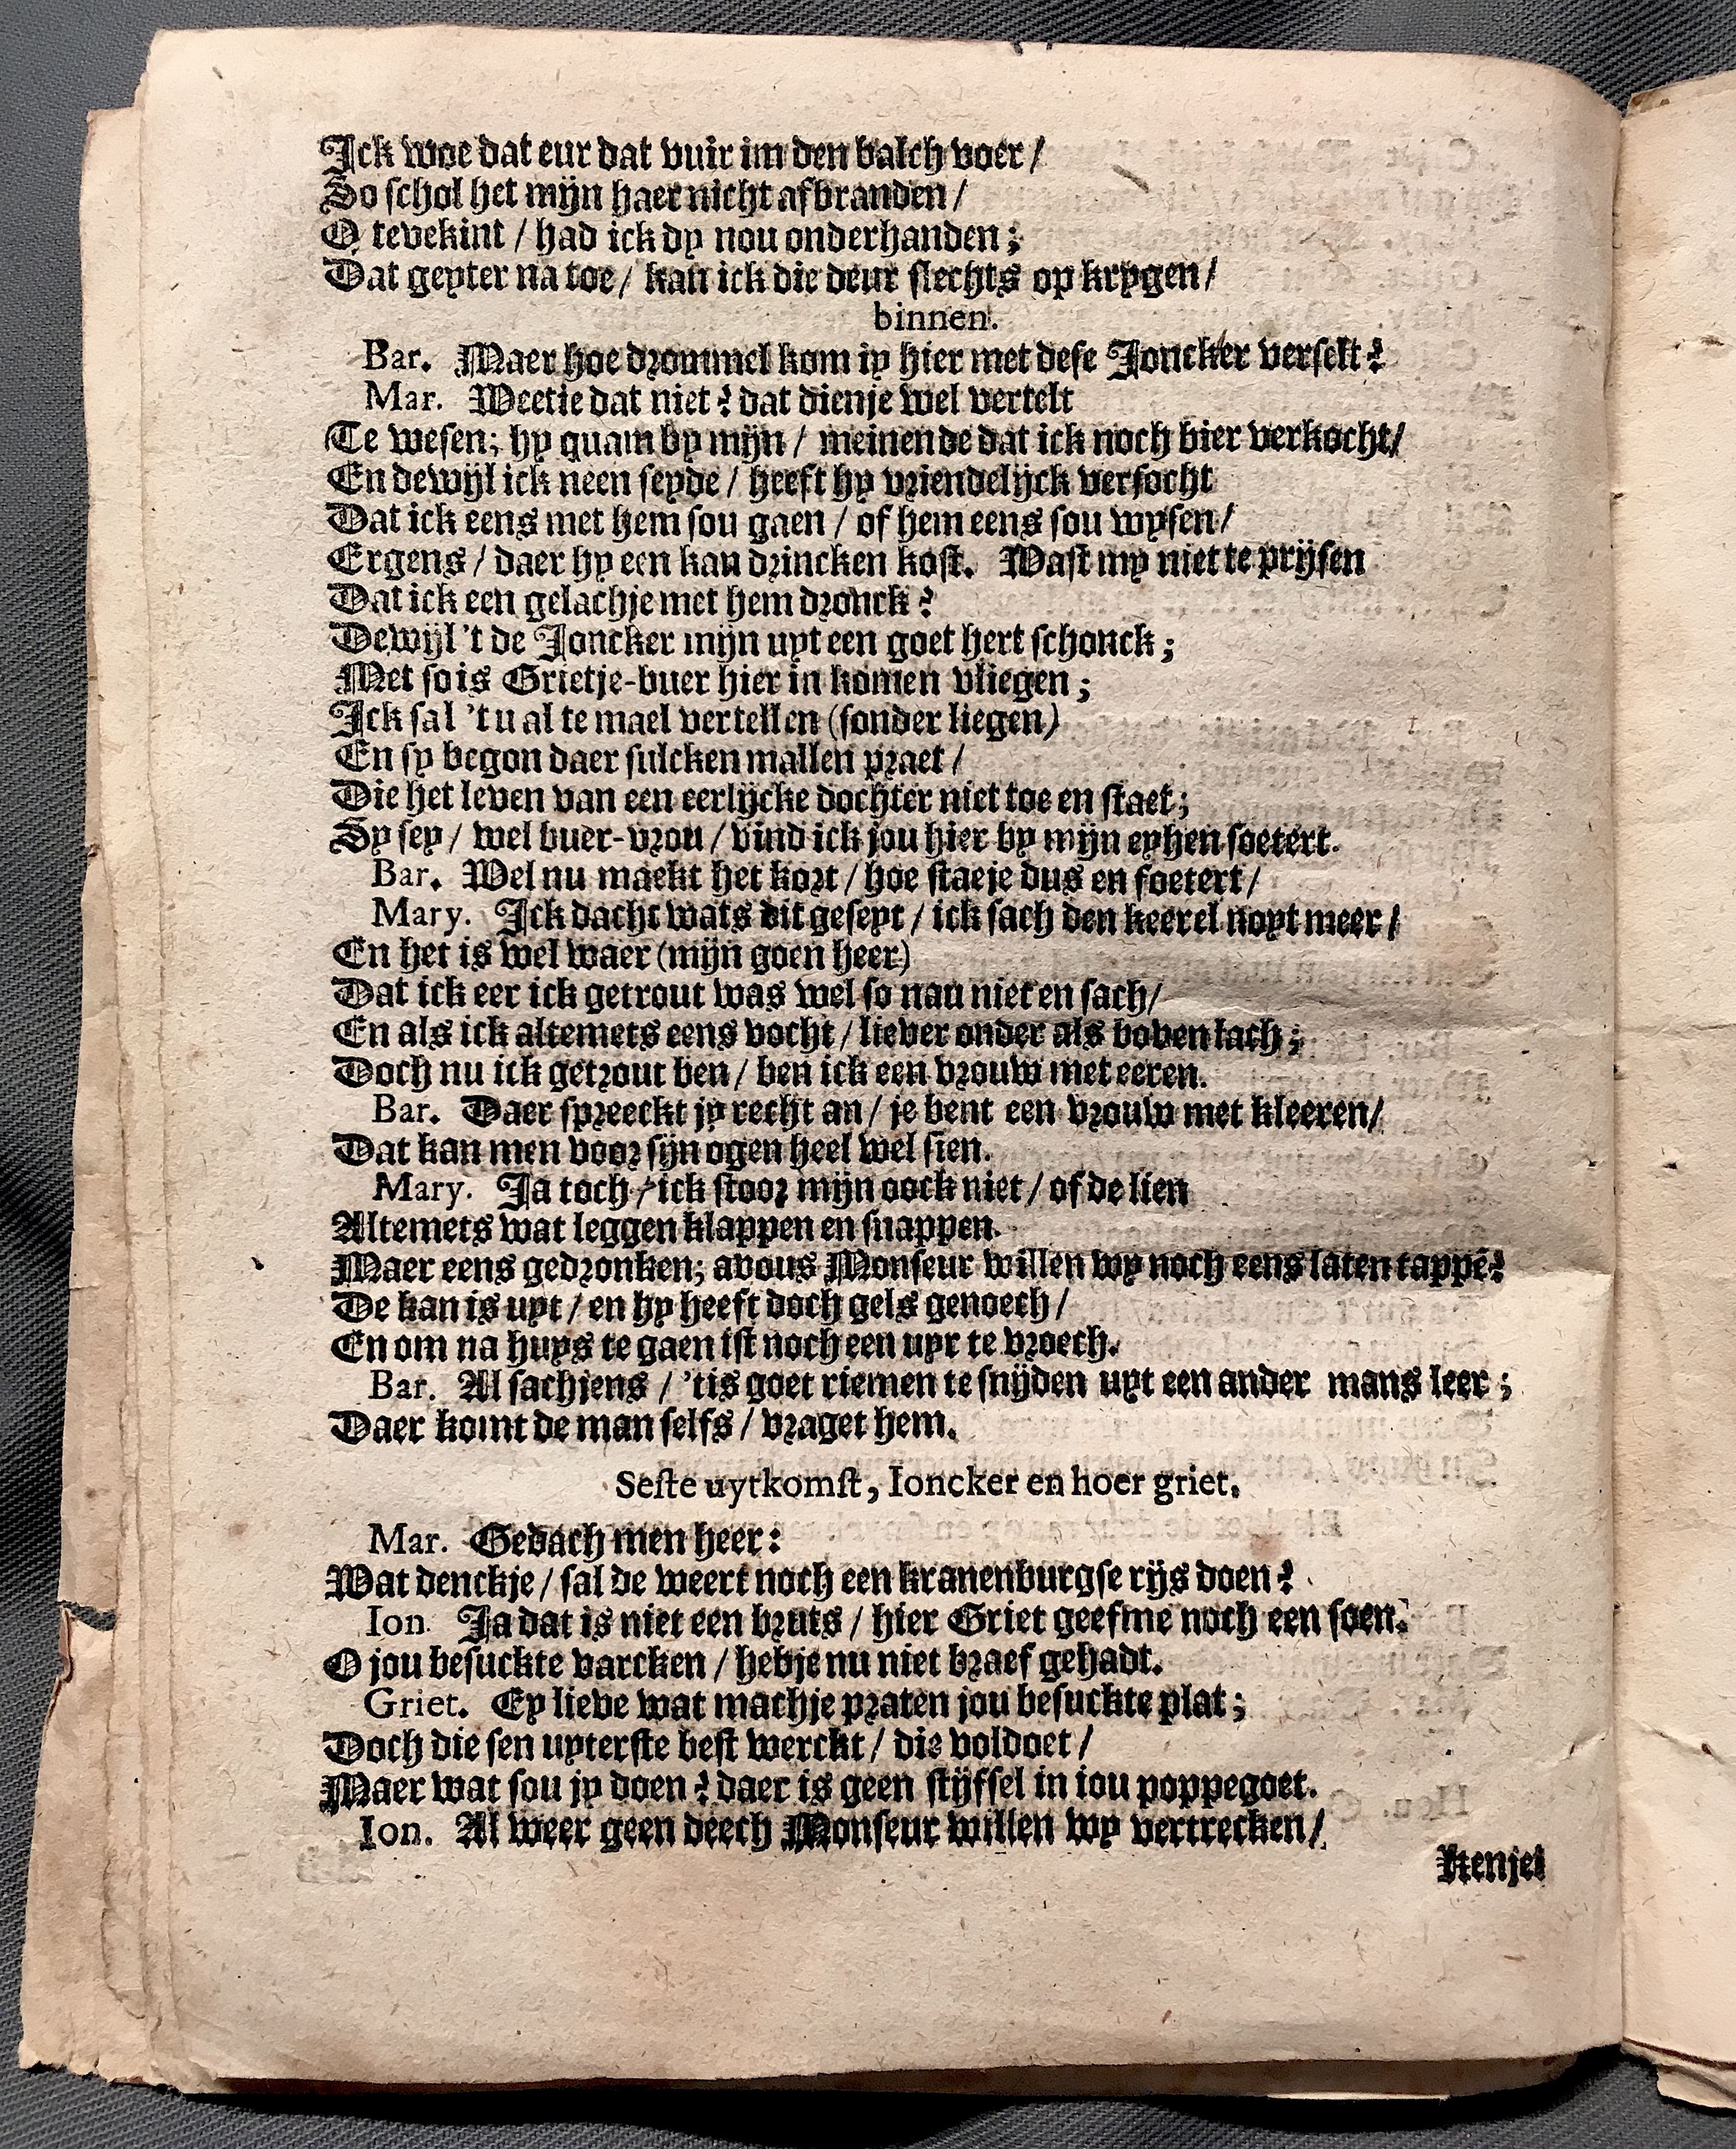 Ick woe dat eur dat vuir im den balch voer /
So schol het mijn haer nicht afbranden /
O tevekint / had ick dy nou onderhanden ;
Dat geyter na toe / kan ick die deur slechts op krygen /
binnen.
Bar. Maer hoe drommel kom iy hier met dese Joncker verselt ?
Mar. Weetie dat niet ? dat dienje wel vertelt
Te wesen; hy quam by mijn / meinende dat ick noch bier verkocht /
En dewijl ick neen seyde / heeft hy vriendelijck versocht
Dat ick eens met hem sou gaen / of hem eens sou wysen /
Ergens / daer hy een kan drincken kost. Wast my niet te prijsen
Dat ick een gelachje met hem dronck ?
Dewijl 't de Joncker mijn uyt een goet hert schonck ;
Met so is Grietje-buer hier in komen vliegen ;
Ick sal 't u al te mael vertellen (sonder liegen)
En sy begon daer sulcken mallen praet /
Die het leven van een eerlijcke dochter niet toe en staet ;
Sy sey / wel buer-vrou / vind ick jou hier by mijn eyhen soetert.
Bar. Wel nu maekt het kort / hoe staeje dus en foetert /
Mary. Ick dacht wats dit geseyt / ick sach den keerel noyt meer /
En het is wel waer (mijn goen heer)
Dat ick eer ick getrout was wel so nau niet en sach /
En als ick altemets eens vocht / liever onder als boven lach ;
Doch nu ick getrout ben / ben ick een vrouw met eeren.
Bar. Daer spreeckt jy recht an / je bent een vrouw met kleeren /
Dat kan men voor sijn ogen heel wel sien.
Mary. Ja toch / ick stoor mijn oock niet / of de lien
Altemets wat leggen klappen en snappen.
Maer eens gedronken; avous Monseur willen wy noch eens laten tappē?
De kan is uyt / en hy heeft doch gels genoech /
En om na huys te gaen ist noch een uyr te vroech.
Bar. Al sachjens / 'tis goet riemen te snijden uyt een ander mans leer ;
Daer komt de man selfs / vraget hem.
Seste uytkomst, Ioncker en hoer griet.
Mar. Gedach men heer :
Wat denckje / sal de weert noch een kranenburgse rijs doen ?
Ion. Ja dat is niet een bruts / hier Griet geefme noch een soen.
O jou besuckte varcken / hebje nu niet braef gehadt.
Griet. Ey lieve wat machje praten jou besuckte plat ;
Doch die sen uyterste best werckt / die voldoet /
Maer wat sou jy doen ? daer is geen stijfsel in iou poppegoet.
Ion. Al weer geen deech Monseur willen wy vertrecken /
Kenjel